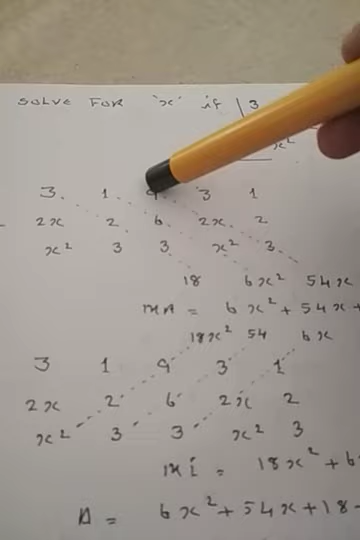 SOLVE FOR 'x' if | 3
x²
3 1 9 3 1
2x 2 6 2x 2
x² 3 3 x² 3
18 6x² 54x
MA = 6x² + 54x +
18x² 54 6x
3 1 9 3 1
2x 2 6 2x 2
x² 3 3 x² 3
Mi = 18x² + 6
D = 6x² + 54x + 18 -